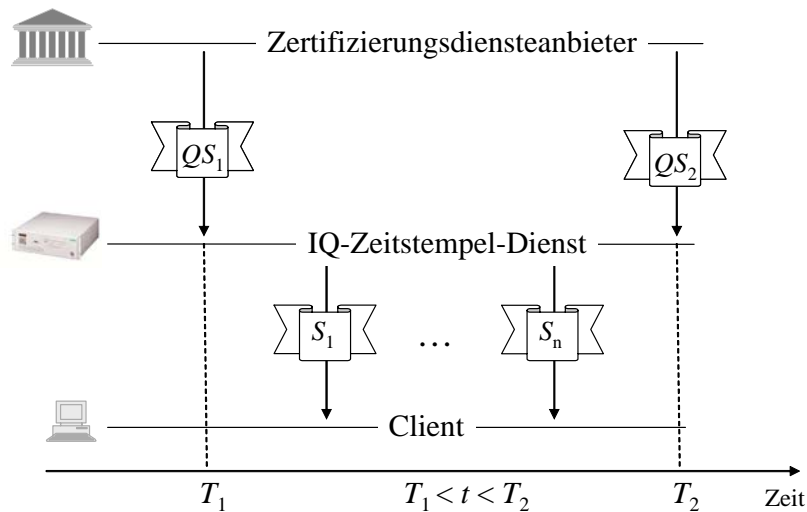 Zertifizierungsdiensteanbieter
QS₁
QS₂
IQ-Zeitstempel-Dienst
S₁ … Sₙ
Client
T₁ T₁ < t < T₂ T₂ Zeit